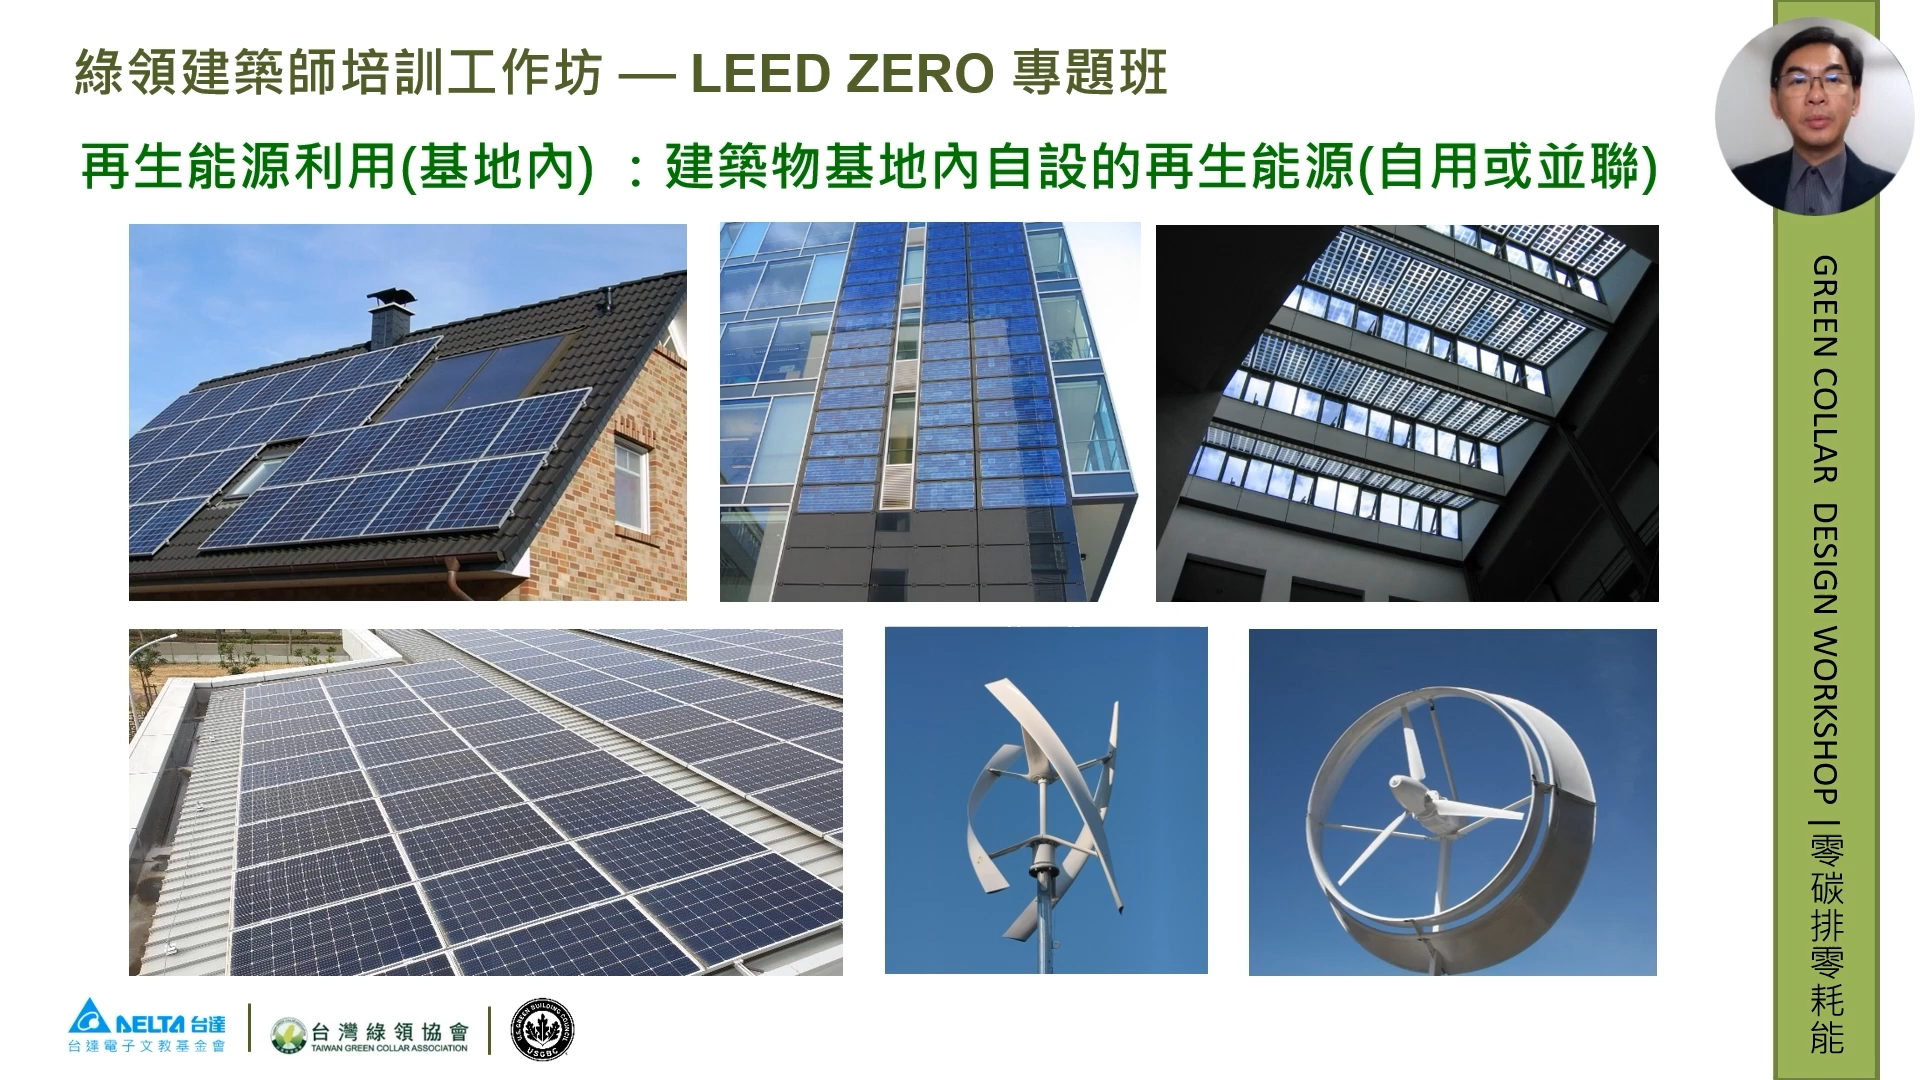 綠領建築師培訓工作坊 — LEED ZERO 專題班
再生能源利用(基地內) ：建築物基地內自設的再生能源(自用或並聯)
GREEN COLLAR DESIGN WORKSHOP | 零碳排零耗能
DELTA 台達
台達電子文教基金會
台灣綠領協會
TAIWAN GREEN COLLAR ASSOCIATION
U.S. GREEN BUILDING COUNCIL
USGBC